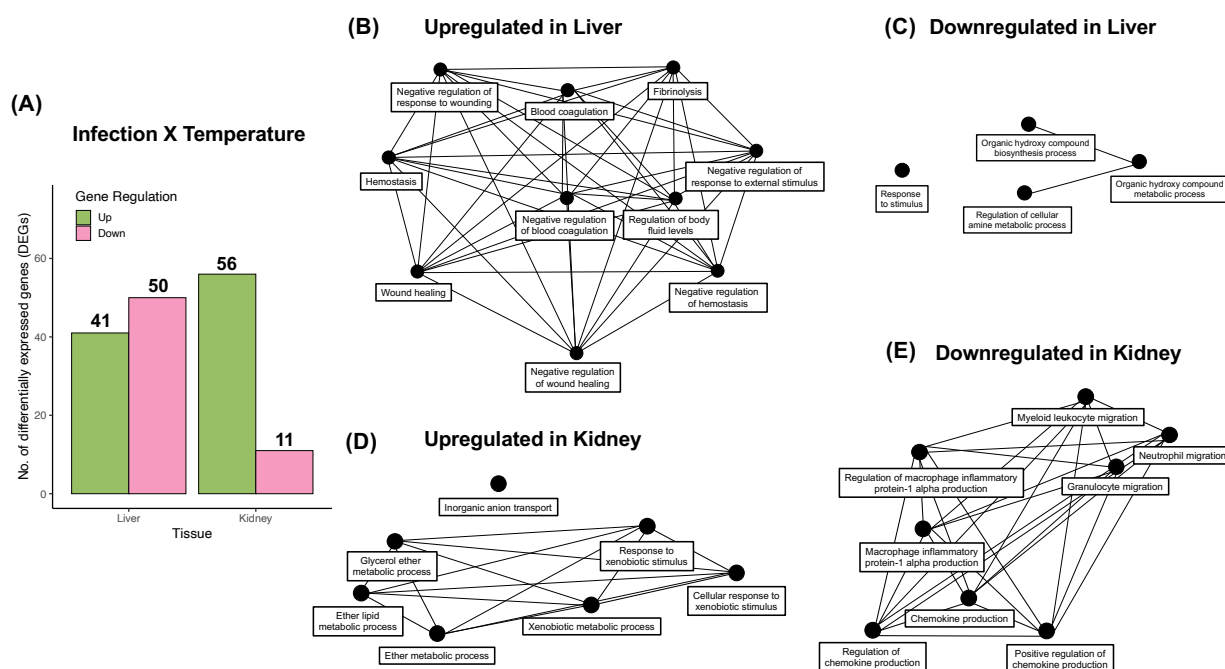 (A)
Infection X Temperature
Gene Regulation
Up
Down
No. of differentially expressed genes (DEGs)
60
40
20
0
41
50
56
11
Liver
Kidney
Tissue
(B)
Upregulated in Liver
Negative regulation of
response to wounding
Blood coagulation
Fibrinolysis
Hemostasis
Negative regulation of
response to external stimulus
Negative regulation
of blood coagulation
Regulation of body
fluid levels
Wound healing
Negative regulation
of hemostasis
Negative regulation
of wound healing
(C)
Downregulated in Liver
Organic hydroxy compound
biosynthesis process
Response
to stimulus
Organic hydroxy compound
metabolic process
Regulation of cellular
amine metabolic process
(D)
Upregulated in Kidney
Inorganic anion transport
Glycerol ether
metabolic process
Response to
xenobiotic stimulus
Cellular response to
xenobiotic stimulus
Ether lipid
metabolic process
Xenobiotic metabolic process
Ether metabolic process
(E)
Downregulated in Kidney
Myeloid leukocyte migration
Neutrophil migration
Regulation of macrophage inflammatory
protein-1 alpha production
Granulocyte migration
Macrophage inflammatory
protein-1 alpha production
Chemokine production
Regulation of
chemokine production
Positive regulation of
chemokine production